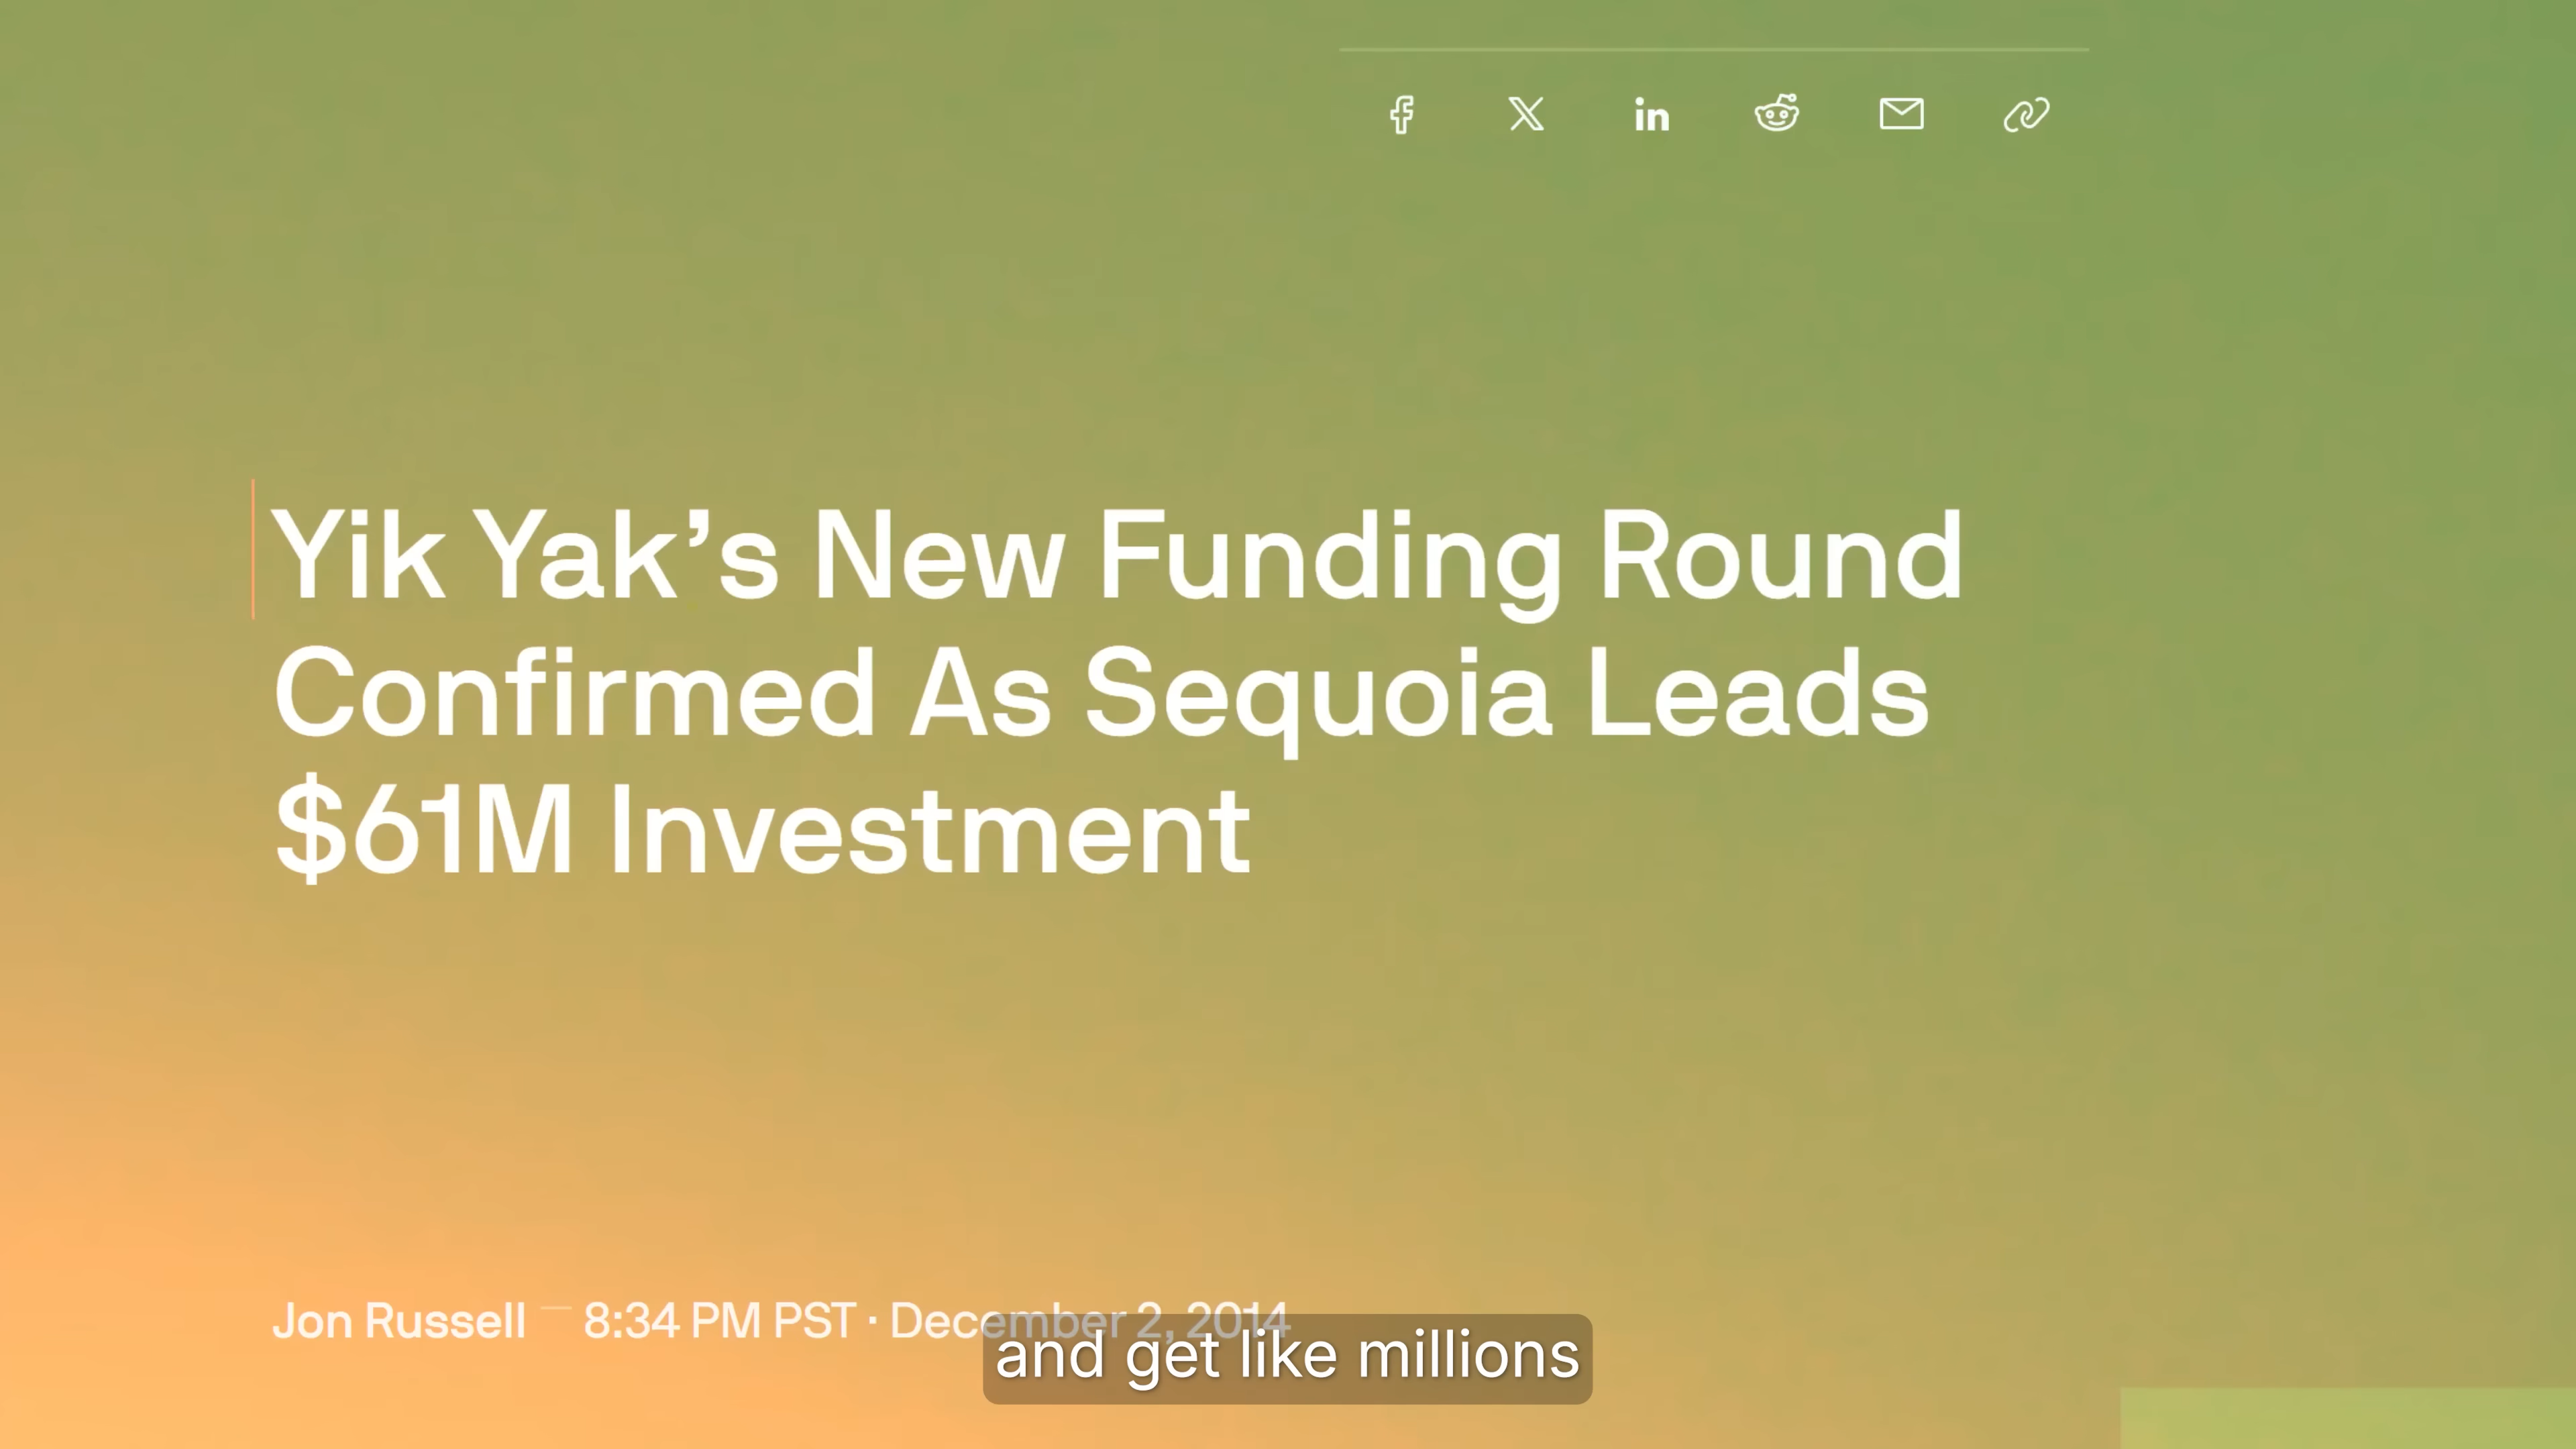 Yik Yak’s New Funding Round
Confirmed As Sequoia Leads
$61M Investment
Jon Russell — 8:34 PM PST · December 2, 2014
and get like millions